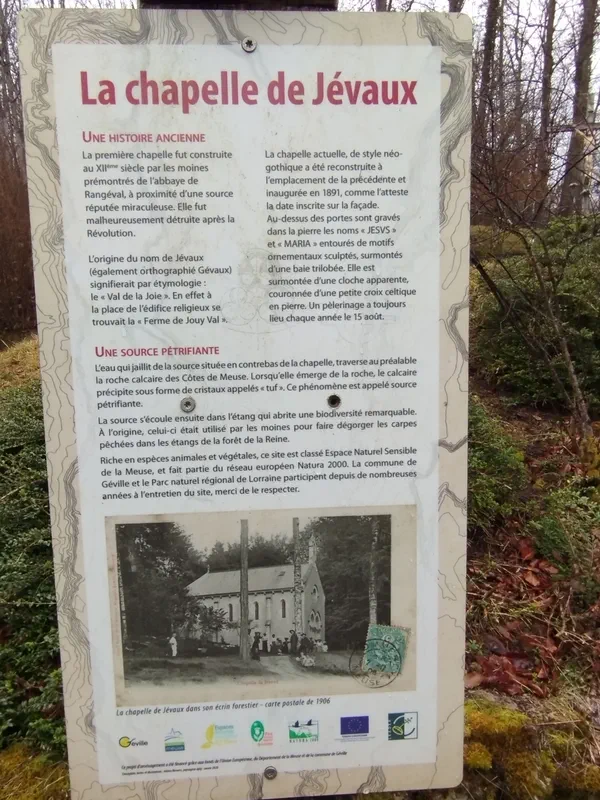 La chapelle de Jévaux
UNE HISTOIRE ANCIENNE
La première chapelle fut construite
au XIIème siècle par les moines
prémontrés de l'abbaye de
Rangéval, à proximité d'une source
réputée miraculeuse. Elle fut
malheureusement détruite après la
Révolution.
L'origine du nom de Jévaux
(également orthographié Gévaux)
signifierait par étymologie :
le « Val de la Joie ». En effet à
la place de l'édifice religieux se
trouvait la « Ferme de Jouy Val ».
La chapelle actuelle, de style néo-
gothique a été reconstruite à
l'emplacement de la précédente et
inaugurée en 1891, comme l'atteste
la date inscrite sur la façade.
Au-dessus des portes sont gravés
dans la pierre les noms « JESVS »
et « MARIA » entourés de motifs
ornementaux sculptés, surmontés
d'une baie trilobée. Elle est
surmontée d'une cloche apparente,
couronnée d'une petite croix celtique
en pierre. Un pèlerinage a toujours
lieu chaque année le 15 août.
UNE SOURCE PÉTRIFIANTE
L'eau qui jaillit de la source située en contrebas de la chapelle, traverse au préalable
la roche calcaire des Côtes de Meuse. Lorsqu'elle émerge de la roche, le calcaire
précipite sous forme de cristaux appelés « tuf ». Ce phénomène est appelé source
pétrifiante.
La source s'écoule ensuite dans l'étang qui abrite une biodiversité remarquable.
À l'origine, celui-ci était utilisé par les moines pour faire dégorger les carpes
pêchées dans les étangs de la forêt de la Reine.
Riche en espèces animales et végétales, ce site est classé Espace Naturel Sensible
de la Meuse, et fait partie du réseau européen Natura 2000. La commune de
Géville et le Parc naturel régional de Lorraine participent depuis de nombreuses
années à l'entretien du site, merci de le respecter.
La chapelle de Jévaux dans son écrin forestier - carte postale de 1906
Géville
NATURA 2000